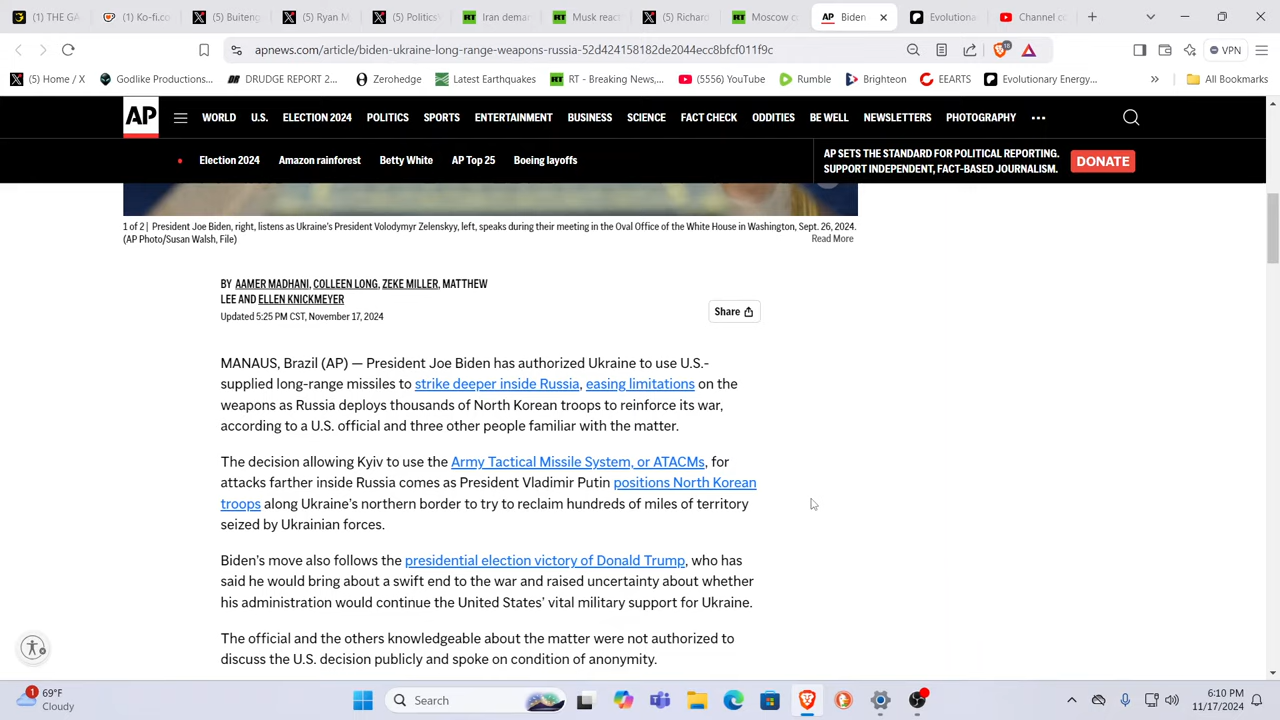 THE GA
Ko-fi.co
Buiteng
(5) Ryan M
(5) Politics
Iran dema
Musk react
(5) Richard
Moscow c
Biden
Evolutiona
Channel co
apnews.com/article/biden-ukraine-long-range-weapons-russia-52d424158182de2044ecc8bfcf011f9c
18
VPN
(5) Home / X
Godlike Productions...
DRUDGE REPORT 2...
Zerohedge
Latest Earthquakes
RT - Breaking News,...
(5556) YouTube
Rumble
Brighteon
EEARTS
Evolutionary Energy...
All Bookmarks
AP
WORLD U.S. ELECTION 2024 POLITICS SPORTS ENTERTAINMENT BUSINESS SCIENCE FACT CHECK ODDITIES BE WELL NEWSLETTERS PHOTOGRAPHY
Election 2024 Amazon rainforest Betty White AP Top 25 Boeing layoffs
AP SETS THE STANDARD FOR POLITICAL REPORTING.
SUPPORT INDEPENDENT, FACT-BASED JOURNALISM.
DONATE
1 of 2 | President Joe Biden, right, listens as Ukraine's President Volodymyr Zelenskyy, left, speaks during their meeting in the Oval Office of the White House in Washington, Sept. 26, 2024.
(AP Photo/Susan Walsh, File)
Read More
BY AAMER MADHANI, COLLEEN LONG, ZEKE MILLER, MATTHEW
LEE AND ELLEN KNICKMEYER
Updated 5:25 PM CST, November 17, 2024
Share
MANAUS, Brazil (AP) — President Joe Biden has authorized Ukraine to use U.S.-
supplied long-range missiles to strike deeper inside Russia, easing limitations on the
weapons as Russia deploys thousands of North Korean troops to reinforce its war,
according to a U.S. official and three other people familiar with the matter.
The decision allowing Kyiv to use the Army Tactical Missile System, or ATACMs, for
attacks farther inside Russia comes as President Vladimir Putin positions North Korean
troops along Ukraine's northern border to try to reclaim hundreds of miles of territory
seized by Ukrainian forces.
Biden's move also follows the presidential election victory of Donald Trump, who has
said he would bring about a swift end to the war and raised uncertainty about whether
his administration would continue the United States' vital military support for Ukraine.
The official and the others knowledgeable about the matter were not authorized to
discuss the U.S. decision publicly and spoke on condition of anonymity.
1
69°F
Cloudy
Search
6:10 PM
11/17/2024